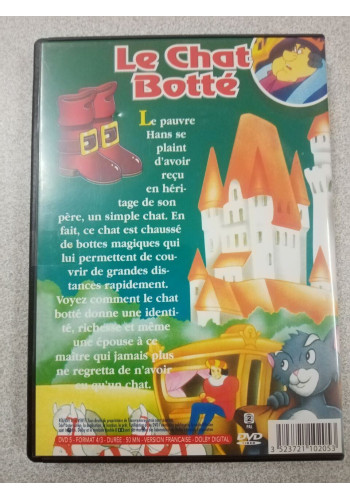 Le Chat
Botté
Le pauvre
Hans se
plaint
d'avoir
reçu
en héri-
tage de son
père, un simple chat. En
fait, ce chat est chaussé
de bottes magiques qui
lui permettent de cou-
vrir de grandes dis-
tances rapidement.
Voyez comment le chat
botté donne une identi-
té, richesse et même
une épouse à ce
maître qui jamais plus
ne regretta de n'avoir
eu qu'un chat.
DVD 5 - FORMAT 4/3 - DURÉE : 50 MN - VERSION FRANCAISE - DOLBY DIGITAL
2
PAL
DVD
VIDEO
3 523721 102053